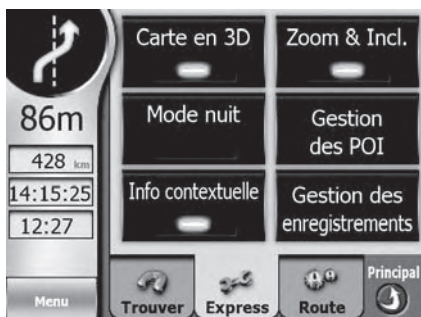 86m
428 km
14:15:25
12:27
Menu
Carte en 3D
Zoom & Incl.
Mode nuit
Gestion
des POI
Info contextuelle
Gestion des
enregistrements
Trouver
Express
Route
Principal